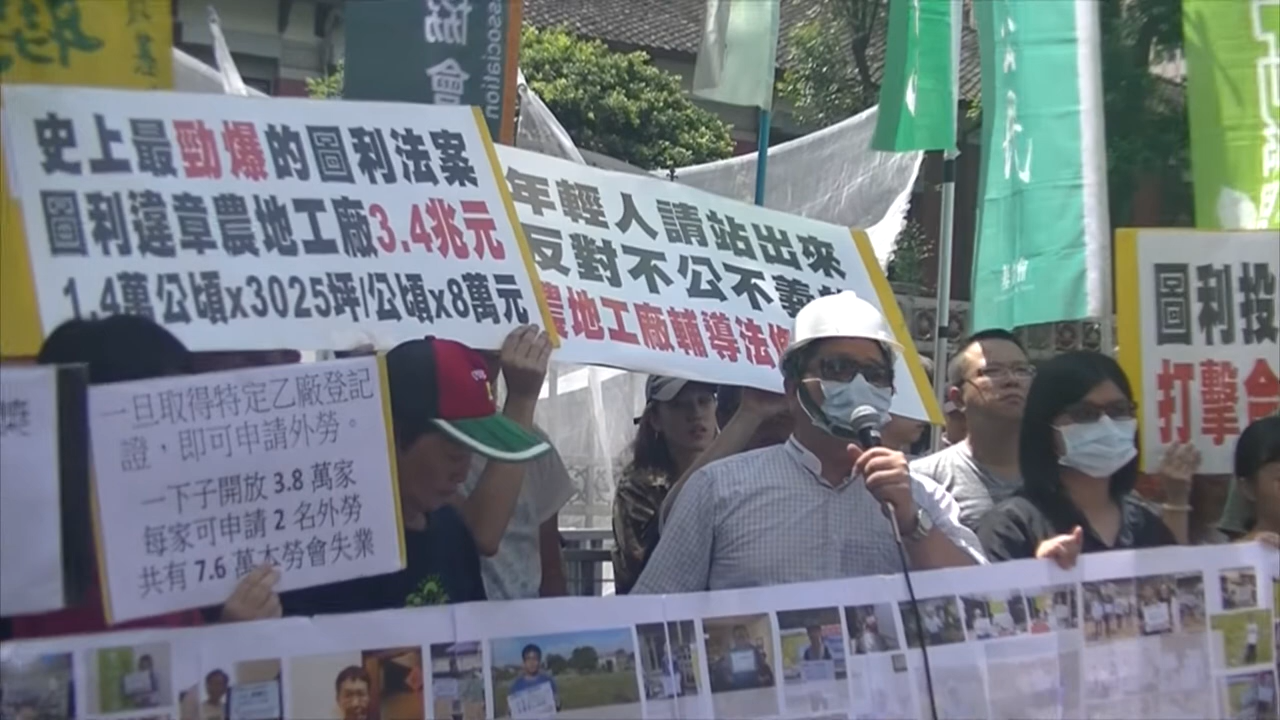 協會
ssociation
史上最勁爆的圖利法案
圖利違章農地工廠3.4兆元
1.4萬公頃x3025坪/公頃x8萬元
年輕人請站出來
反對不公不義
農地工廠輔導法
圖利投
打擊合
一旦取得特定工廠登記
證，即可申請外勞。
一下子開放 3.8 萬家
每家可申請 2 名外勞
共有 7.6 萬本勞會失業